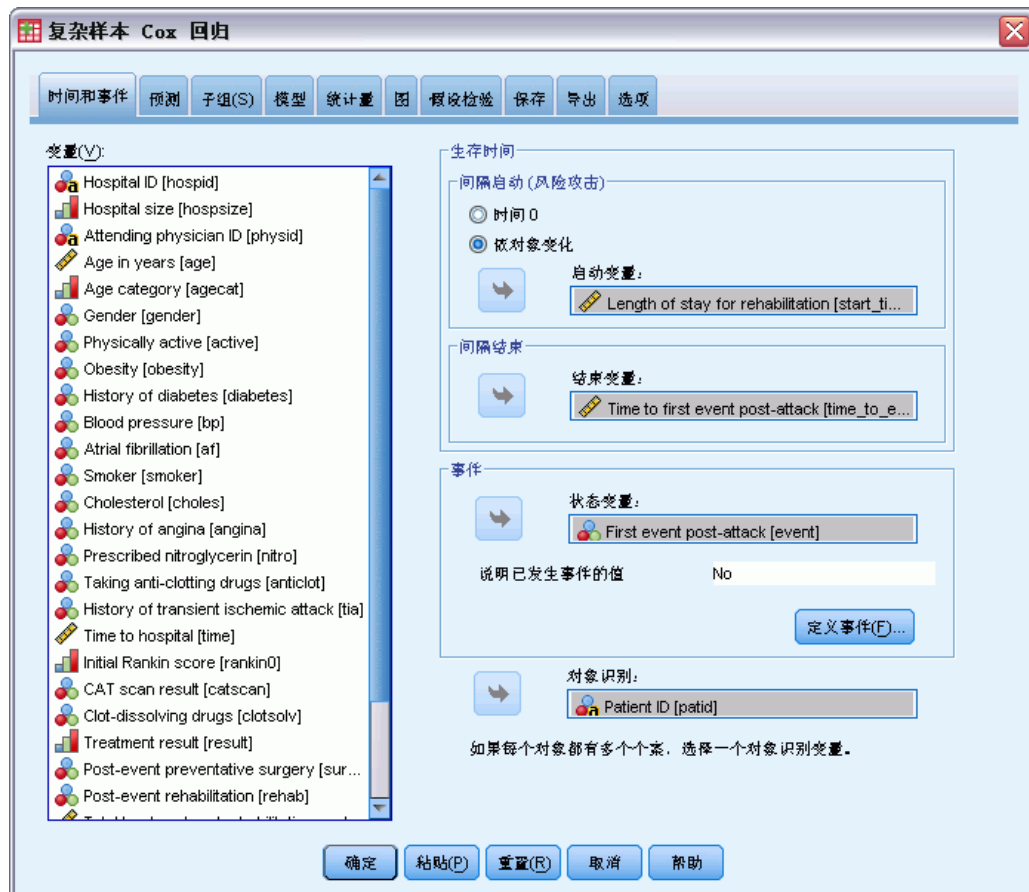 复杂样本 Cox 回归
时间和事件 预测 子组(S) 模型 统计量 图 假设检验 保存 导出 选项
变量(V):
Hospital ID [hospid]
Hospital size [hospsize]
Attending physician ID [physid]
Age in years [age]
Age category [agecat]
Gender [gender]
Physically active [active]
Obesity [obesity]
History of diabetes [diabetes]
Blood pressure [bp]
Atrial fibrillation [af]
Smoker [smoker]
Cholesterol [choles]
History of angina [angina]
Prescribed nitroglycerin [nitro]
Taking anti-clotting drugs [anticlot]
History of transient ischemic attack [tia]
Time to hospital [time]
Initial Rankin score [rankin0]
CAT scan result [catscan]
Clot-dissolving drugs [clotsolv]
Treatment result [result]
Post-event preventative surgery [sur...
Post-event rehabilitation [rehab]
生存时间
间隔启动(风险攻击)
时间 0
依对象变化
启动变量:
Length of stay for rehabilitation [start_ti...
间隔结束
结束变量:
Time to first event post-attack [time_to_e...
事件
状态变量:
First event post-attack [event]
说明已发生事件的值 No
定义事件(F)...
对象识别:
Patient ID [patid]
如果每个对象都有多个个案，选择一个对象识别变量。
确定 粘贴(P) 重置(R) 取消 帮助